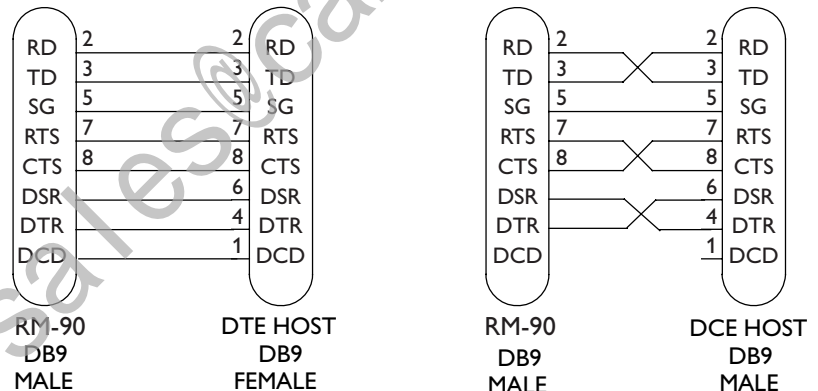 RD 2 2 RD
TD 3 3 TD
SG 5 5 SG
RTS 7 7 RTS
CTS 8 8 CTS
DSR 6 DSR
DTR 4 DTR
DCD 1 DCD
RM-90
DB9
MALE
DTE HOST
DB9
FEMALE
RD 2 2 RD
TD 3 3 TD
SG 5 5 SG
RTS 7 7 RTS
CTS 8 8 CTS
DSR 6 DSR
DTR 4 DTR
DCD 1 DCD
RM-90
DB9
MALE
DCE HOST
DB9
MALE